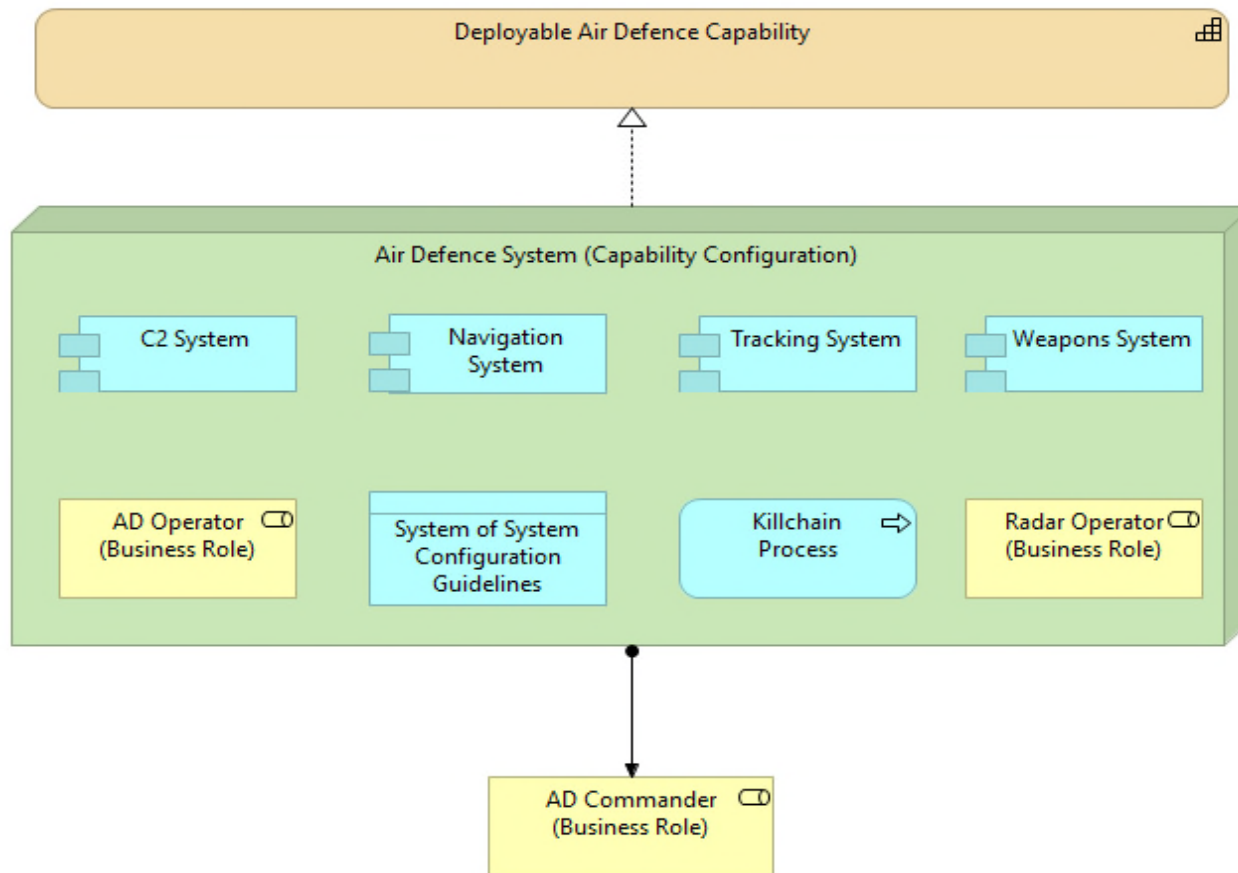 Deployable Air Defence Capability
Air Defence System (Capability Configuration)
C2 System
Navigation
System
Tracking System
Weapons System
AD Operator
(Business Role)
System of System
Configuration
Guidelines
Killchain
Process
Radar Operator
(Business Role)
AD Commander
(Business Role)